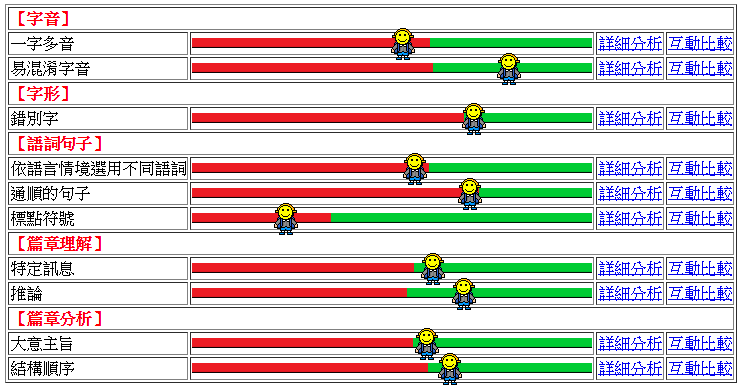 【字音】
一字多音 詳細分析 互動比較
易混淆字音 詳細分析 互動比較
【字形】
錯別字 詳細分析 互動比較
【語詞句子】
依語言情境選用不同語詞 詳細分析 互動比較
通順的句子 詳細分析 互動比較
標點符號 詳細分析 互動比較
【篇章理解】
特定訊息 詳細分析 互動比較
推論 詳細分析 互動比較
【篇章分析】
大意主旨 詳細分析 互動比較
結構順序 詳細分析 互動比較